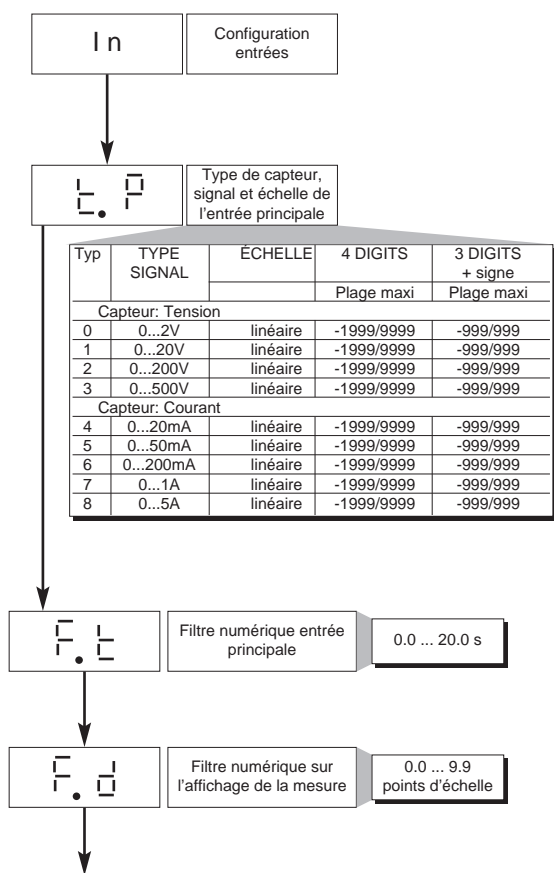 In
Configuration
entrées
t.P
Type de capteur,
signal et échelle de
l'entrée principale
Typ TYPE ÉCHELLE 4 DIGITS 3 DIGITS
SIGNAL + signe
Plage maxi Plage maxi
Capteur: Tension
0 0...2V linéaire -1999/9999 -999/999
1 0...20V linéaire -1999/9999 -999/999
2 0...200V linéaire -1999/9999 -999/999
3 0...500V linéaire -1999/9999 -999/999
Capteur: Courant
4 0...20mA linéaire -1999/9999 -999/999
5 0...50mA linéaire -1999/9999 -999/999
6 0...200mA linéaire -1999/9999 -999/999
7 0...1A linéaire -1999/9999 -999/999
8 0...5A linéaire -1999/9999 -999/999
F.t
Filtre numérique entrée
principale
0.0 ... 20.0 s
F.d
Filtre numérique sur
l'affichage de la mesure
0.0 ... 9.9
points d'échelle